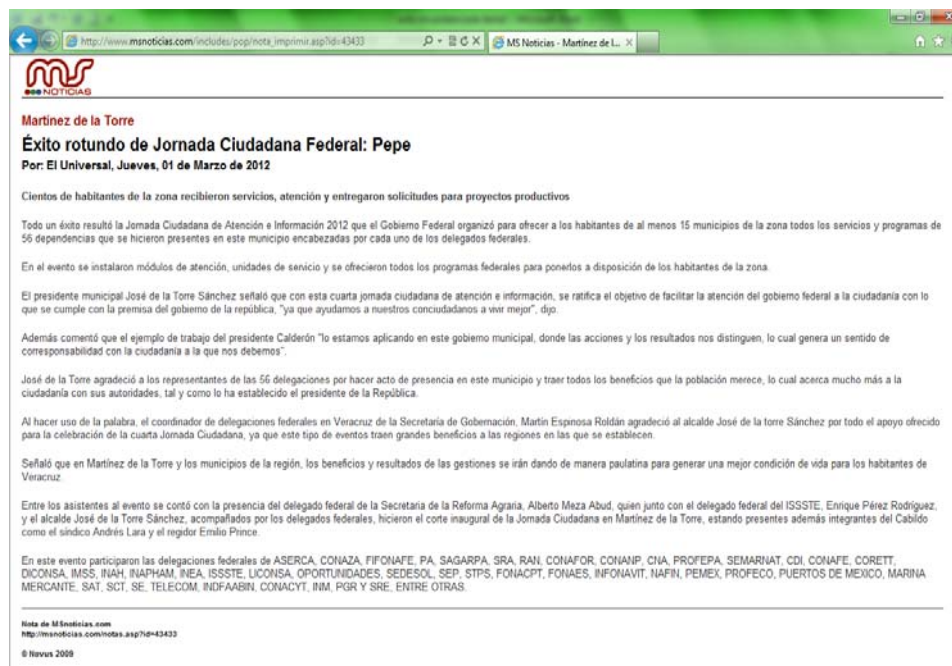 http://www.msnoticias.com/includes/pop/nota_imprimir.asp?id=43433
MS Noticias - Martínez de l...
ms
NOTICIAS
Martínez de la Torre
Éxito rotundo de Jornada Ciudadana Federal: Pepe
Por: El Universal, Jueves, 01 de Marzo de 2012
Cientos de habitantes de la zona recibieron servicios, atención y entregaron solicitudes para proyectos productivos
Todo un éxito resultó la Jornada Ciudadana de Atención e Información 2012 que el Gobierno Federal organizó para ofrecer a los habitantes de al menos 15 municipios de la zona todos los servicios y programas de
56 dependencias que se hicieron presentes en este municipio encabezadas por cada uno de los delegados federales.
En el evento se instalaron módulos de atención, unidades de servicio y se ofrecieron todos los programas federales para ponerlos a disposición de los habitantes de la zona.
El presidente municipal José de la Torre Sánchez señaló que con esta cuarta jornada ciudadana de atención e información, se ratifica el objetivo de facilitar la atención del gobierno federal a la ciudadanía con lo
que se cumple con la premisa del gobierno de la república, "ya que ayudamos a nuestros conciudadanos a vivir mejor", dijo.
Además comentó que el ejemplo de trabajo del presidente Calderón "lo estamos aplicando en este gobierno municipal, donde las acciones y los resultados nos distinguen, lo cual genera un sentido de
corresponsabilidad con la ciudadanía a la que nos debemos".
José de la Torre agradeció a los representantes de las 56 delegaciones por hacer acto de presencia en este municipio y traer todos los beneficios que la población merece, lo cual acerca mucho más a la
ciudadanía con sus autoridades, tal y como lo ha establecido el presidente de la República.
Al hacer uso de la palabra, el coordinador de delegaciones federales en Veracruz de la Secretaría de Gobernación, Martín Espinosa Roldán agradeció al alcalde José de la torre Sánchez por todo el apoyo ofrecido
para la celebración de la cuarta Jornada Ciudadana, ya que este tipo de eventos traen grandes beneficios a las regiones en las que se establecen.
Señaló que en Martínez de la Torre y los municipios de la región, los beneficios y resultados de las gestiones se irán dando de manera paulatina para generar una mejor condición de vida para los habitantes de
Veracruz.
Entre los asistentes al evento se contó con la presencia del delegado federal de la Secretaria de la Reforma Agraria, Alberto Meza Abud, quien junto con el delegado federal del ISSSTE, Enrique Pérez Rodríguez,
y el alcalde José de la Torre Sánchez, acompañados por los delegados federales, hicieron el corte inaugural de la Jornada Ciudadana en Martínez de la Torre, estando presentes además integrantes del Cabildo
como el síndico Andrés Lara y el regidor Emilio Prince.
En este evento participaron las delegaciones federales de ASERCA, CONAZA, FIFONAFE, PA, SAGARPA, SRA, RAN, CONAFOR, CONANP, CNA, PROFEPA, SEMARNAT, CDI, CONAFE, CORETT,
DICONSA, IMSS, INAH, INAPHAM, INEA, ISSSTE, LICONSA, OPORTUNIDADES, SEDESOL, SEP, STPS, FONACPT, FONAES, INFONAVIT, NAFIN, PEMEX, PROFECO, PUERTOS DE MEXICO, MARINA
MERCANTE, SAT, SCT, SE, TELECOM, INDFAABIN, CONACYT, INM, PGR Y SRE, ENTRE OTRAS.
Nota de MSnoticias.com
http://msnoticias.com/notas.asp?id=43433
© Novus 2009